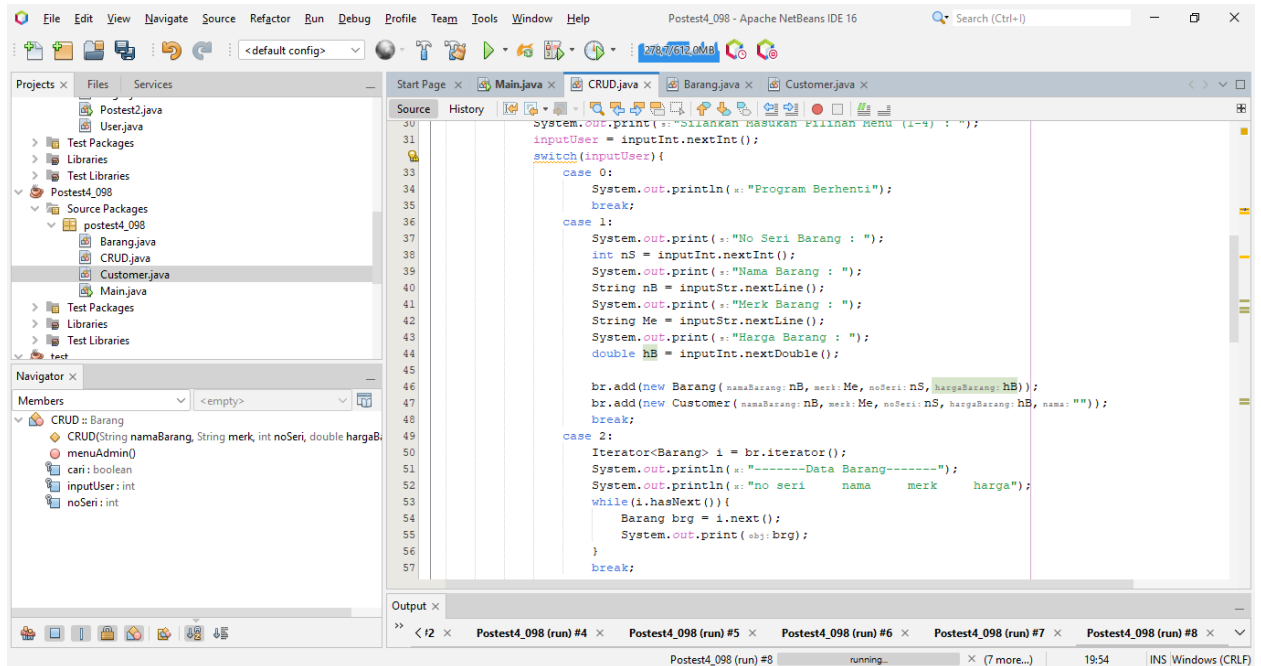 File Edit View Navigate Source Refactor Run Debug Profile Team Tools Window Help Postest4_098 - Apache NetBeans IDE 16 Search (Ctrl+I)
<default config> 278,7/612,0MB
Projects Files Services
Postest2.java
User.java
Test Packages
Libraries
Test Libraries
Postest4_098
Source Packages
postest4_098
Barang.java
CRUD.java
Customer.java
Main.java
Test Packages
Libraries
Test Libraries
test
Navigator
Members <empty>
CRUD :: Barang
CRUD(String namaBarang, String merk, int noSeri, double hargaBa
menuAdmin()
cari : boolean
inputUser : int
noSeri : int
Start Page Main.java CRUD.java Barang.java Customer.java
Source History
30 System.out.print( s: "Silahkan Masukan Pilihan Menu (1-4) : ");
31 inputUser = inputInt.nextInt();
switch(inputUser){
33 case 0:
34 System.out.println( x: "Program Berhenti");
35 break;
36 case 1:
37 System.out.print( s: "No Seri Barang : ");
38 int nS = inputInt.nextInt();
39 System.out.print( s: "Nama Barang : ");
40 String nB = inputStr.nextLine();
41 System.out.print( s: "Merk Barang : ");
42 String Me = inputStr.nextLine();
43 System.out.print( s: "Harga Barang : ");
44 double hB = inputInt.nextDouble();
45
46 br.add(new Barang( namaBarang: nB, merk: Me, noSeri: nS, hargaBarang: hB));
47 br.add(new Customer( namaBarang: nB, merk: Me, noSeri: nS, hargaBarang: hB, nama: ""));
48 break;
49 case 2:
50 Iterator<Barang> i = br.iterator();
51 System.out.println( x: "-------Data Barang-------");
52 System.out.println( x: "no seri nama merk harga");
53 while(i.hasNext()){
54 Barang brg = i.next();
55 System.out.print( obj: brg);
56 }
57 break;
Output
Postest4_098 (run) #4 Postest4_098 (run) #5 Postest4_098 (run) #6 Postest4_098 (run) #7 Postest4_098 (run) #8
Postest4_098 (run) #8 running... (7 more...) 19:54 INS Windows (CRLF)